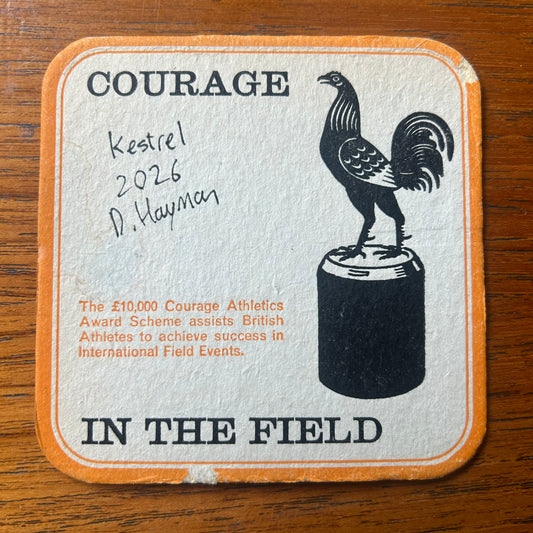 COURAGE
Kestrel
2026
D. Hayman
The £10,000 Courage Athletics
Award Scheme assists British
Athletes to achieve success in
International Field Events.
IN THE FIELD